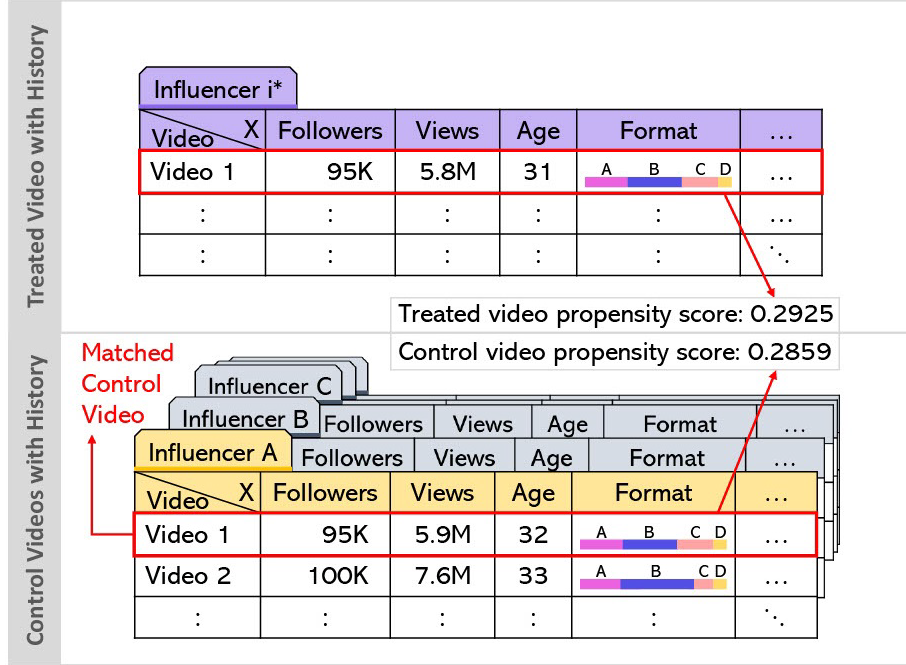 Treated Video with History
Influencer i*
Video X Followers Views Age Format ...
Video 1 95K 5.8M 31 A B C D ...
: : : : : ...
: : : : : ⋱
Treated video propensity score: 0.2925
Control Videos with History
Control video propensity score: 0.2859
Matched
Control
Video
Influencer C
Influencer B Followers Views Age Format ...
Influencer A Followers Views Age Format ...
Video X Followers Views Age Format ...
Video 1 95K 5.9M 32 A B C D ...
Video 2 100K 7.6M 33 A B C D ...
: : : : : ⋱